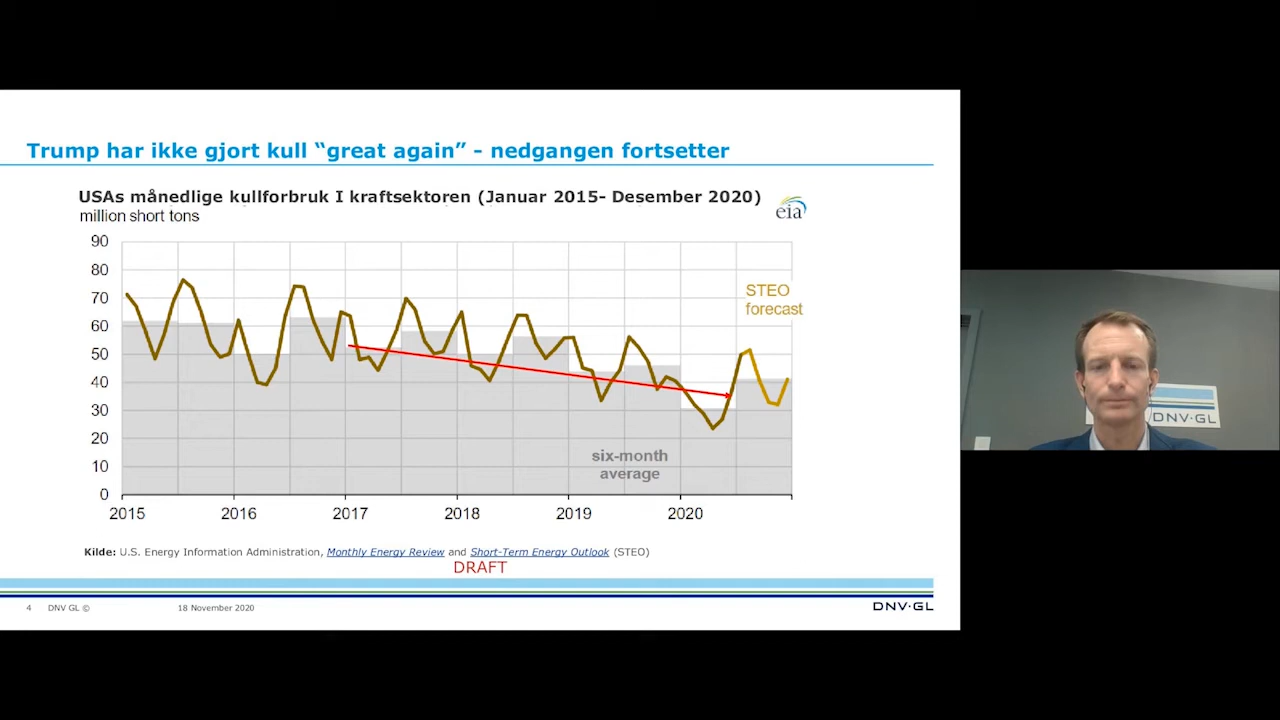 Trump har ikke gjort kull “great again” - nedgangen fortsetter
USAs månedlige kullforbruk I kraftsektoren (Januar 2015- Desember 2020)
million short tons
eia
90
80
70
60
50
40
30
20
10
0
STEO
forecast
six-month
average
2015 2016 2017 2018 2019 2020
Kilde: U.S. Energy Information Administration, Monthly Energy Review and Short-Term Energy Outlook (STEO)
DRAFT
4 DNV GL © 18 November 2020
DNV·GL
DNV·GL